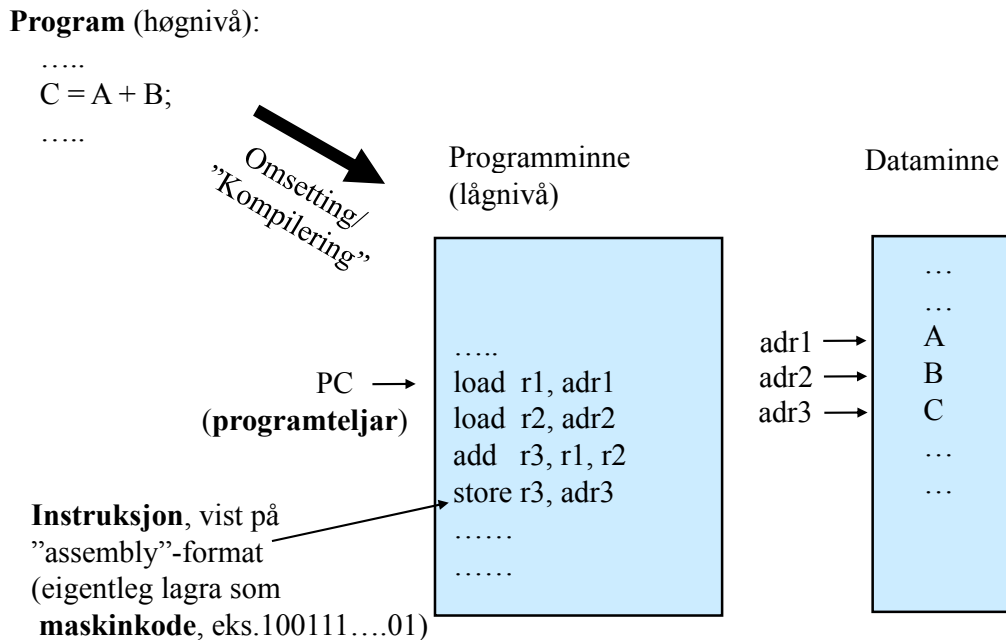 Program (høgnivå):
…..
C = A + B;
…..
Omsetting/
”Kompilering”
Programminne
(lågnivå)
Dataminne
…..
load r1, adr1
load r2, adr2
add r3, r1, r2
store r3, adr3
……
……
PC
(programteljar)
adr1
adr2
adr3
…
…
A
B
C
…
…
Instruksjon, vist på
”assembly”-format
(eigentleg lagra som
maskinkode, eks.100111….01)